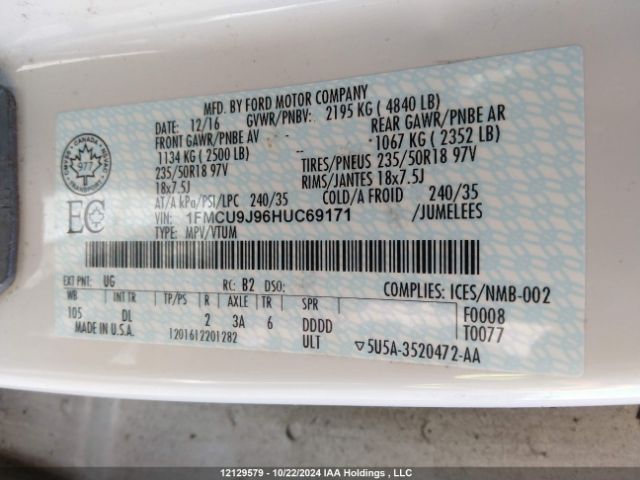 MFD. BY FORD MOTOR COMPANY
DATE: 12/16 GVWR/PNBV: 2195 KG ( 4840 LB)
FRONT GAWR/PNBE AV REAR GAWR/PNBE AR
1134 KG ( 2500 LB) 1067 KG ( 2352 LB)
235/50R18 97V TIRES/PNEUS 235/50R18 97V
18x7.5J RIMS/JANTES 18x7.5J
AT/A kPa/PSI/LPC 240/35 COLD/A FROID 240/35
VIN: 1FMCU9J96HUC69171 /JUMELEES
TYPE: MPV/VTUM
CANADA
977
EC
EXT PNT: UG RC: B2 DSO: COMPLIES: ICES/NMB-002
WB INT TR TP/PS R AXLE TR SPR F0008
105 DL 2 3A 6 DDDD T0077
MADE IN U.S.A. 1201612201282 ULT ▽5U5A-3520472-AA
12129579 - 10/22/2024 IAA Holdings , LLC